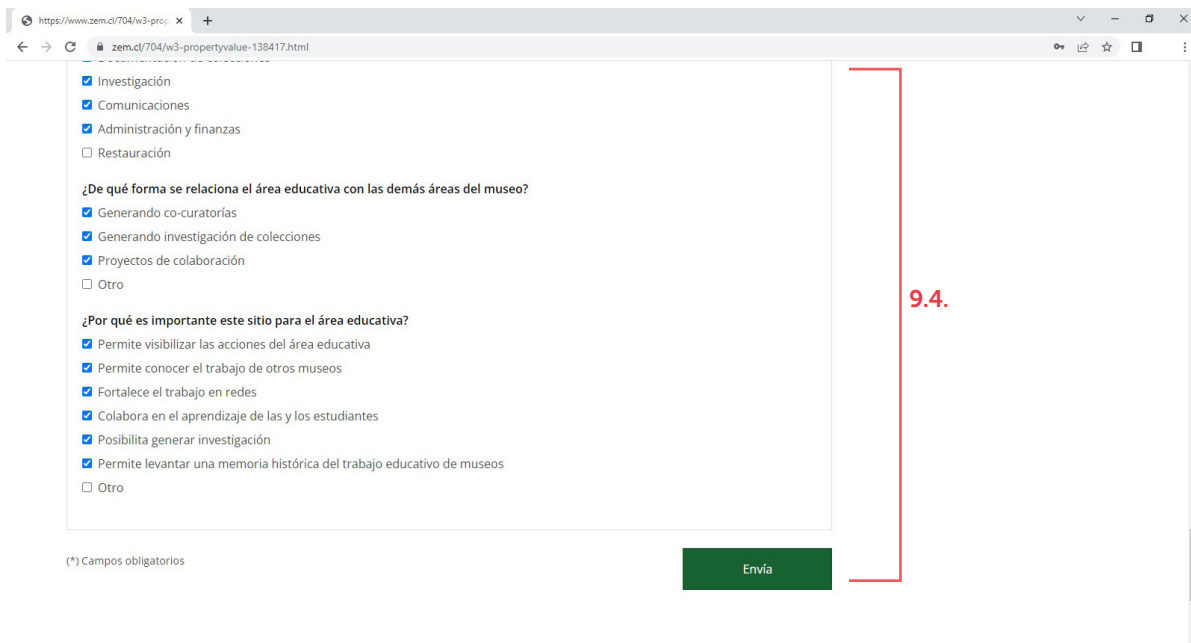 https://www.zem.cl/704/w3-prop
zem.cl/704/w3-propertyvalue-138417.html
Documentación de colecciones
Investigación
Comunicaciones
Administración y finanzas
Restauración
¿De qué forma se relaciona el área educativa con las demás áreas del museo?
Generando co-curatorías
Generando investigación de colecciones
Proyectos de colaboración
Otro
9.4.
¿Por qué es importante este sitio para el área educativa?
Permite visibilizar las acciones del área educativa
Permite conocer el trabajo de otros museos
Fortalece el trabajo en redes
Colabora en el aprendizaje de las y los estudiantes
Posibilita generar investigación
Permite levantar una memoria histórica del trabajo educativo de museos
Otro
(*) Campos obligatorios
Envía